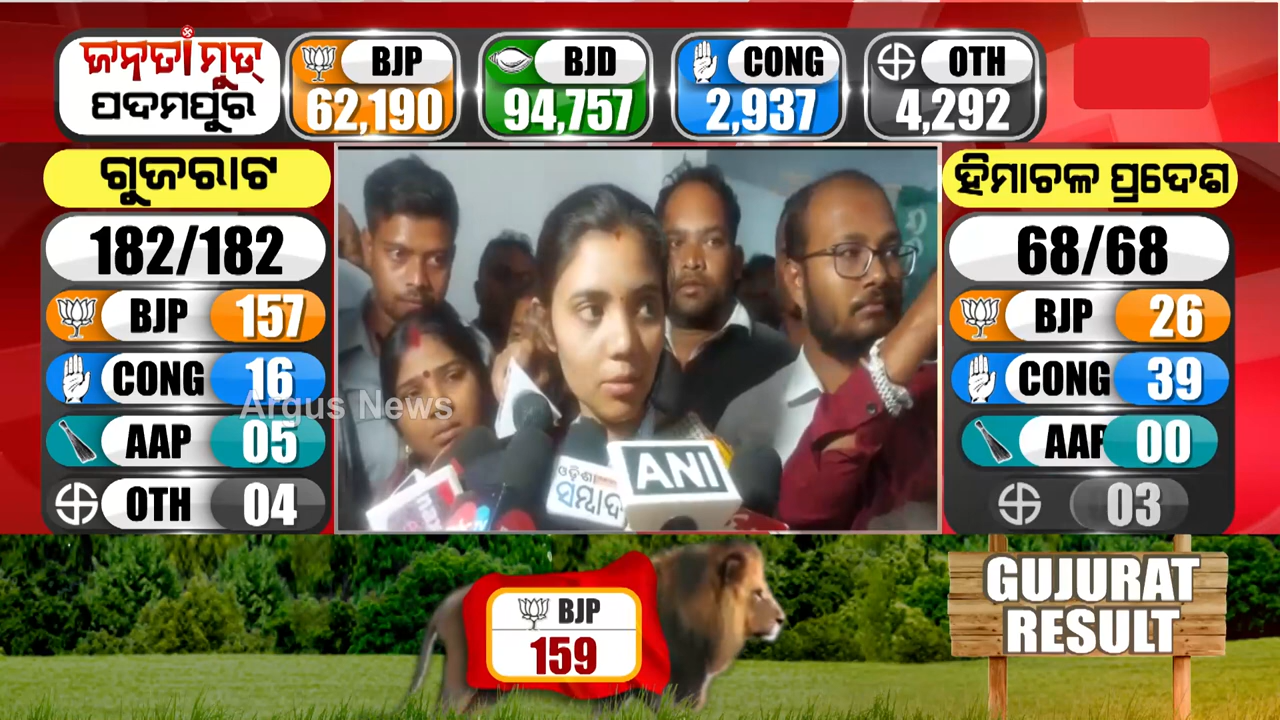 ଜନତା ମୁଡ୍
ପଦମପୁର
BJP
62,190
BJD
94,757
CONG
2,937
OTH
4,292
ଗୁଜରାଟ
182/182
BJP 157
CONG 16
AAP 05
OTH 04
Argus News
ଓଡ଼ିଶା
ସମ୍ବାଦ
ANI
ହିମାଚଳ ପ୍ରଦେଶ
68/68
BJP 26
CONG 39
AAP 00
03
BJP
159
GUJURAT
RESULT